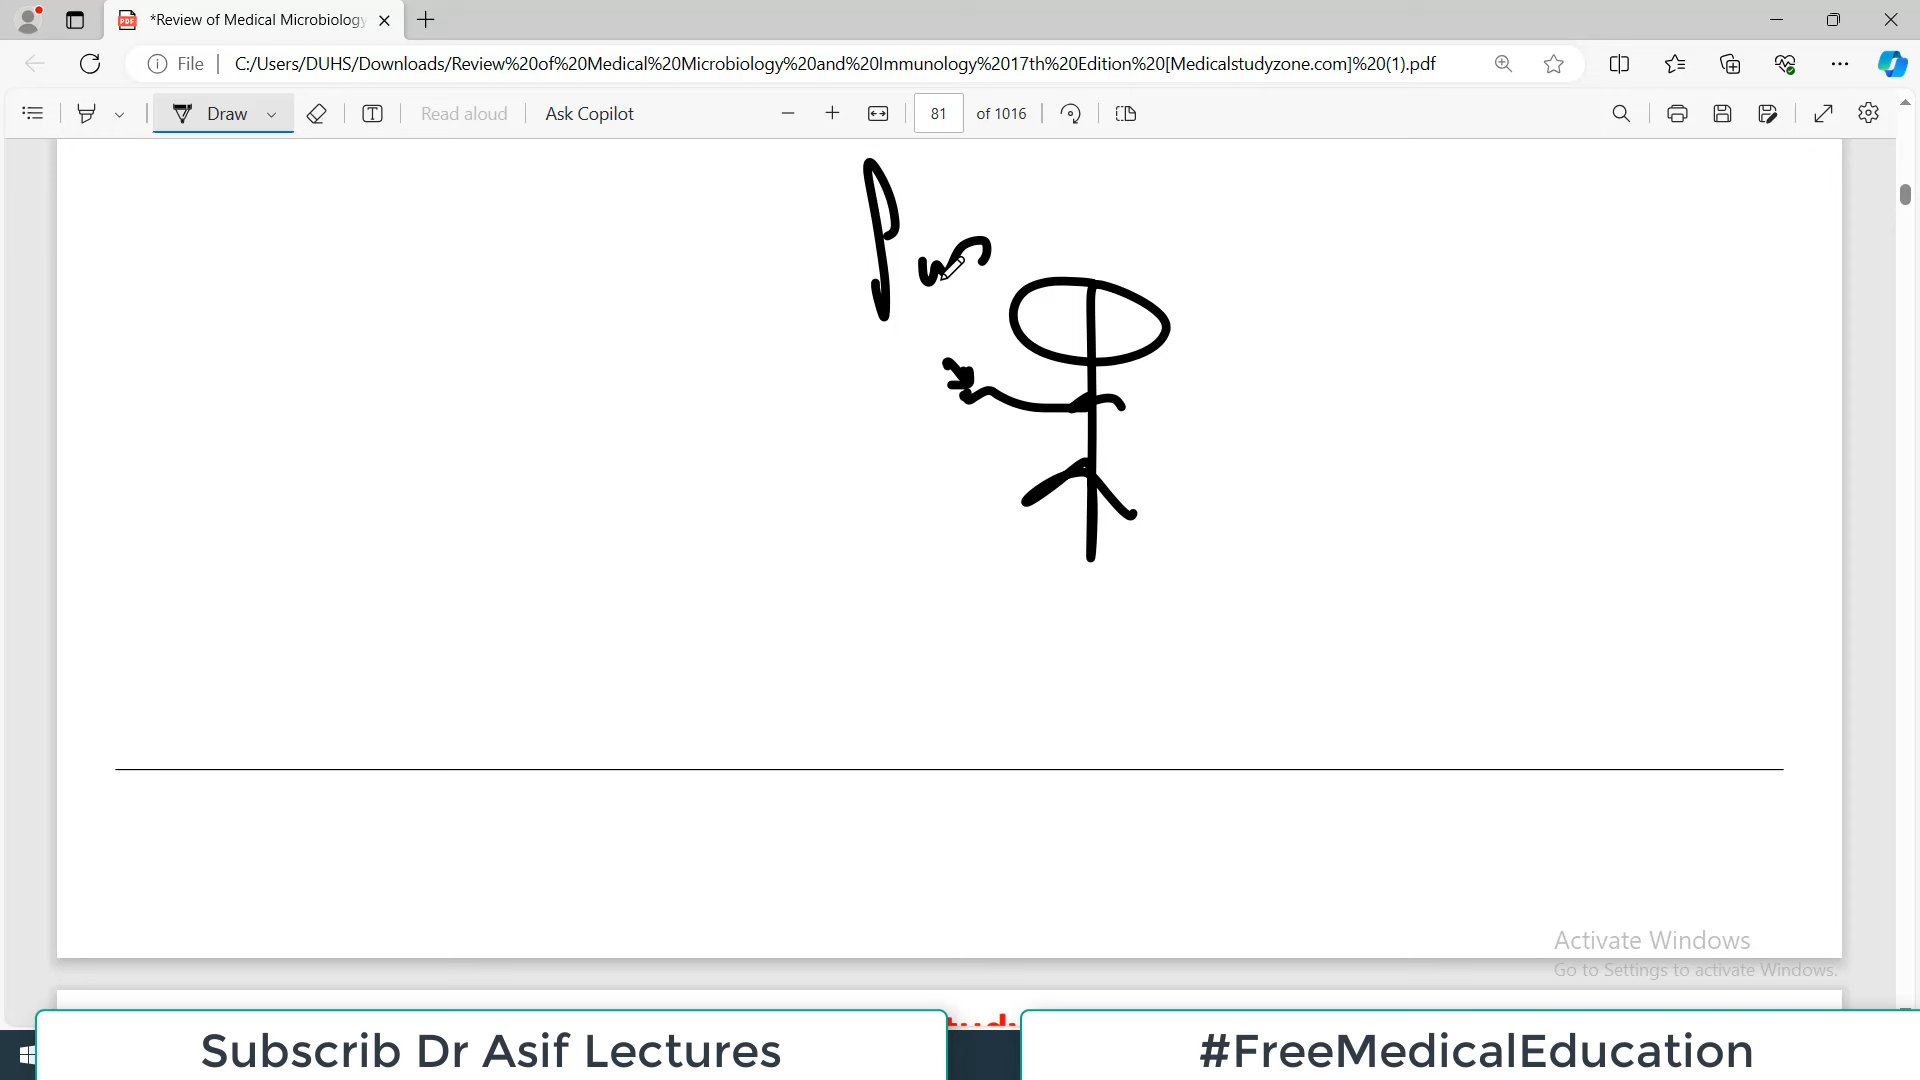 *Review of Medical Microbiology
File
C:/Users/DUHS/Downloads/Review%20of%20Medical%20Microbiology%20and%20Immunology%2017th%20Edition%20[Medicalstudyzone.com]%20(1).pdf
Draw
Read aloud
Ask Copilot
81 of 1016
Pus
Activate Windows
Go to Settings to activate Windows.
Subscrib Dr Asif Lectures
#FreeMedicalEducation